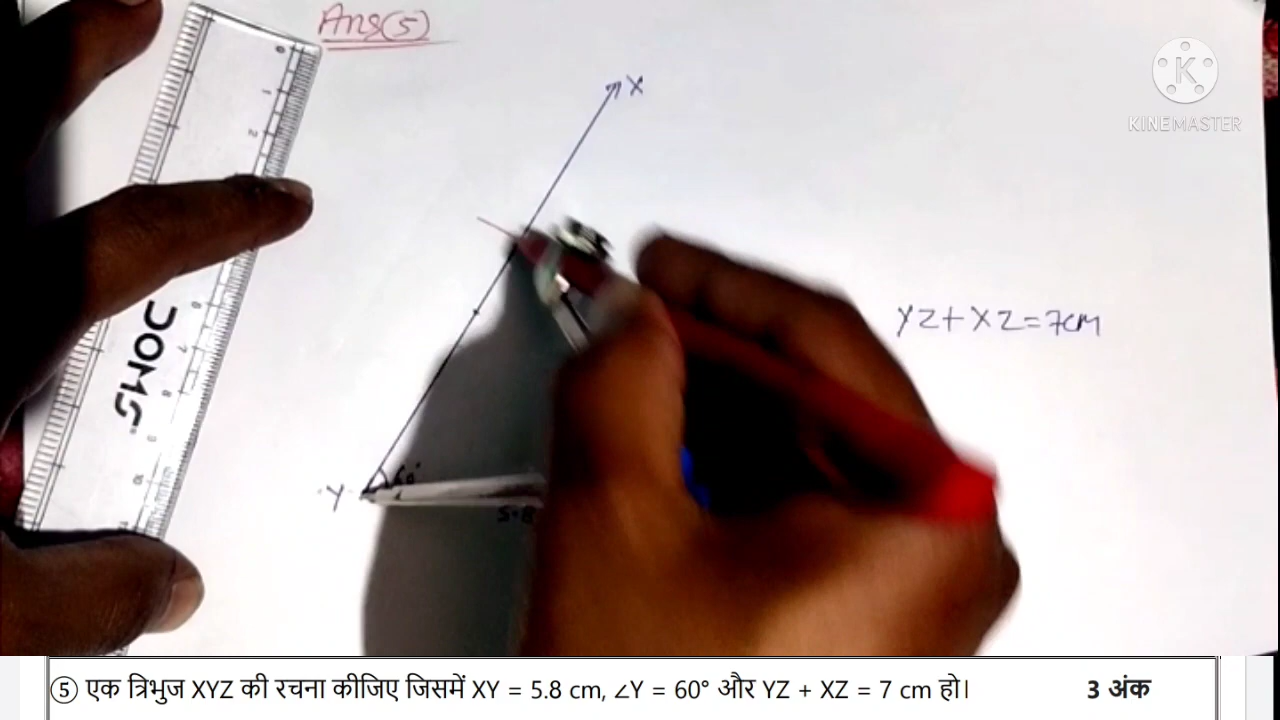 Ans(5)
X
KINEMASTER
YZ+XZ=7cm
DOMS
60°
Y
5.8
⑤ एक त्रिभुज XYZ की रचना कीजिए जिसमें XY = 5.8 cm, ∠Y = 60° और YZ + XZ = 7 cm हो।
3 अंक